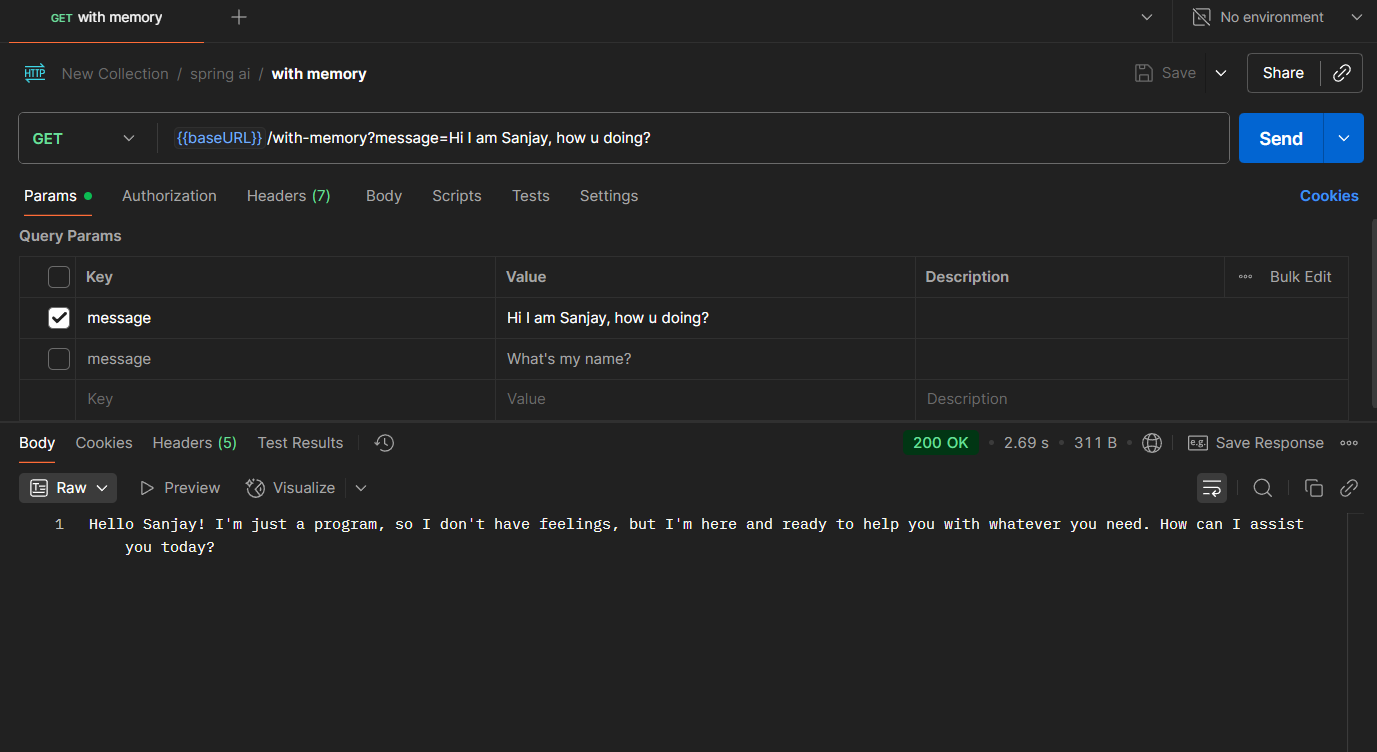 GET with memory
No environment
HTTP New Collection / spring ai / with memory
Save
Share
GET
{{baseURL}} /with-memory?message=Hi I am Sanjay, how u doing?
Send
Params Authorization Headers (7) Body Scripts Tests Settings
Cookies
Query Params
Key Value Description Bulk Edit
message Hi I am Sanjay, how u doing?
message What's my name?
Key Value Description
Body Cookies Headers (5) Test Results
200 OK • 2.69 s • 311 B • e.g. Save Response
Raw Preview Visualize
1 Hello Sanjay! I'm just a program, so I don't have feelings, but I'm here and ready to help you with whatever you need. How can I assist
you today?